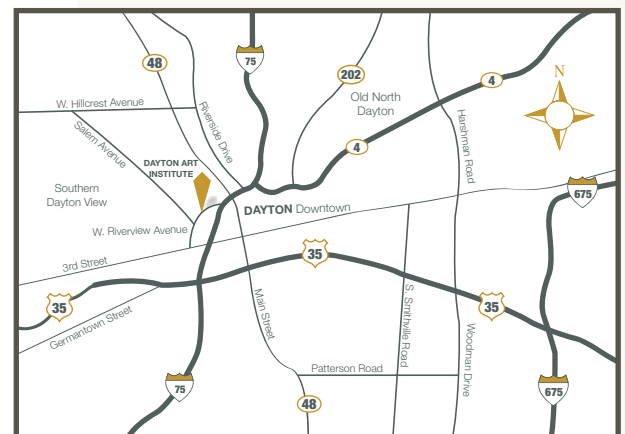 48
75
202
4
N
Old North
Dayton
W. Hillcrest Avenue
Salem Avenue
Riverside Drive
Harshman Road
4
DAYTON ART
INSTITUTE
Southern
Dayton View
675
DAYTON Downtown
W. Riverview Avenue
3rd Street
35
35
35
Germantown Street
Main Street
S. Smithville Road
Woodman Drive
Patterson Road
75
48
675